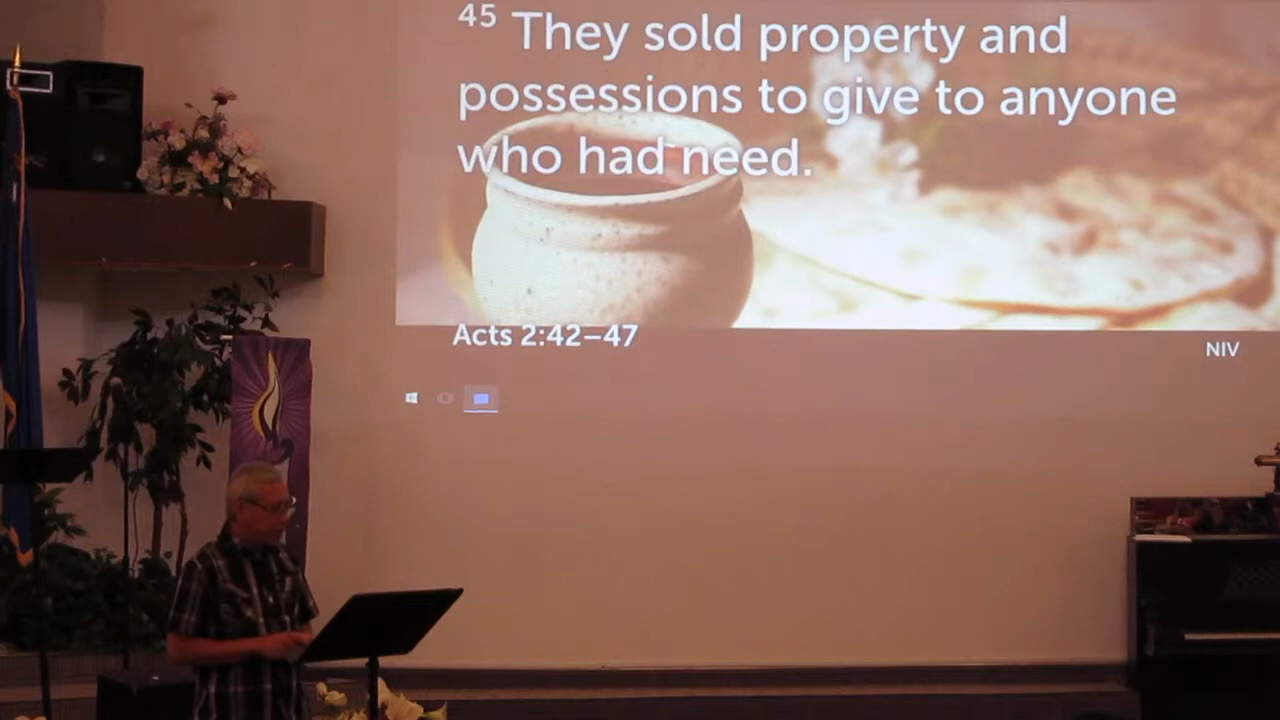 45 They sold property and
possessions to give to anyone
who had need.
Acts 2:42–47
NIV